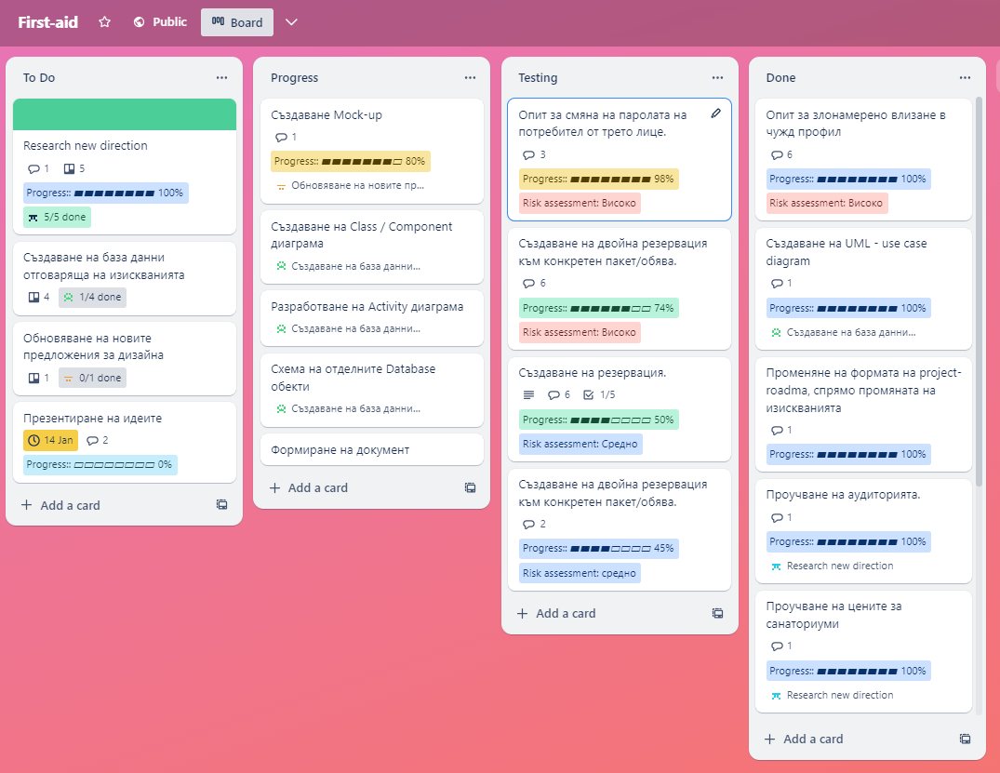 First-aid
Public
Board
To Do
Research new direction
1
5
Progress:: 100%
5/5 done
Създаване на база данни
отговаряща на изискванията
4
1/4 done
Обновяване на новите
предложения за дизайна
1
0/1 done
Презентиране на идеите
14 Jan
2
Progress:: 0%
+ Add a card
Progress
Създаване Mock-up
1
Progress:: 80%
Обновяване на новите пр...
Създаване на Class / Component
диаграма
Създаване на база данни...
Разработване на Activity диаграма
Създаване на база данни...
Схема на отделните Database
обекти
Създаване на база данни...
Формиране на документ
+ Add a card
Testing
Опит за смяна на паролата на
потребител от трето лице.
3
Progress:: 98%
Risk assessment: Високо
Създаване на двойна резервация
към конкретен пакет/обява.
6
Progress:: 74%
Risk assessment: Високо
Създаване на резервация.
6
1/5
Progress:: 50%
Risk assessment: Средно
Създаване на двойна резервация
към конкретен пакет/обява.
2
Progress:: 45%
Risk assessment: средно
+ Add a card
Done
Опит за злонамерено влизане в
чужд профил
6
Progress:: 100%
Risk assessment: Високо
Създаване на UML - use case
diagram
1
Progress:: 100%
Създаване на база данни...
Променяне на формата на project-
roadma, спрямо промяната на
изискванията
1
Progress:: 100%
Проучване на аудиторията.
1
Progress:: 100%
Research new direction
Проучване на цените за
санаториуми
1
Progress:: 100%
Research new direction
+ Add a card